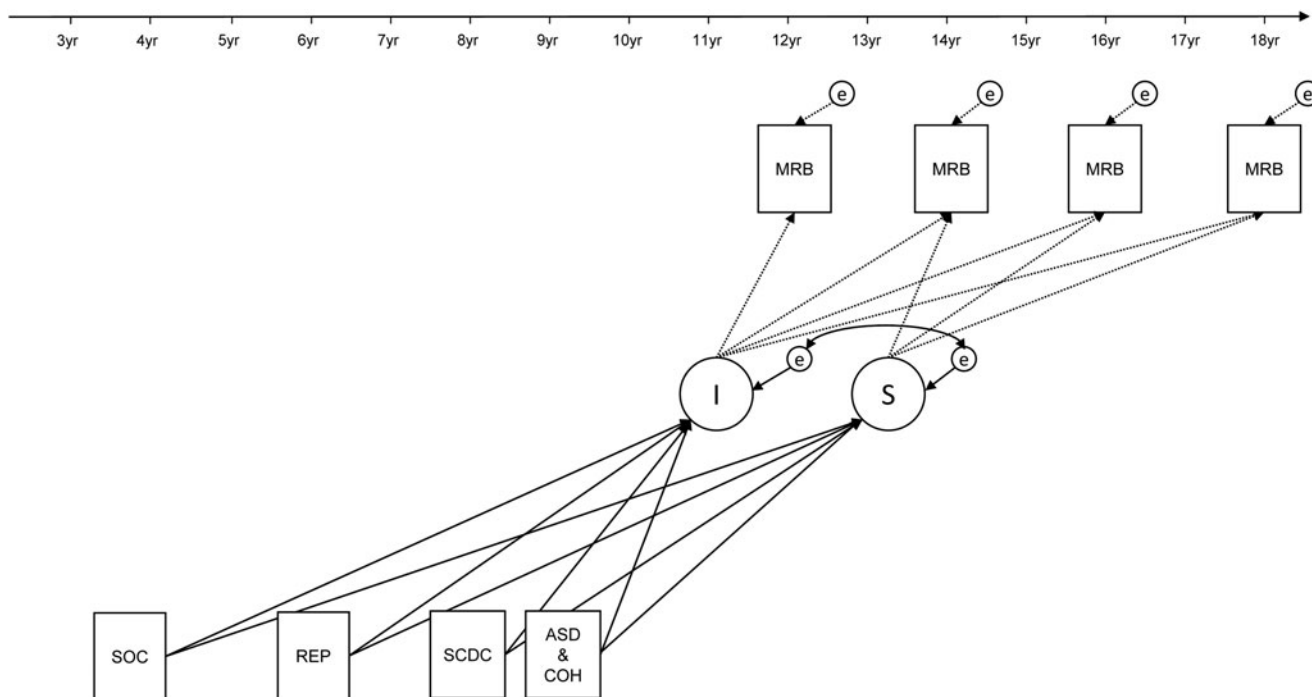 3yr 4yr 5yr 6yr 7yr 8yr 9yr 10yr 11yr 12yr 13yr 14yr 15yr 16yr 17yr 18yr
e e e e
MRB MRB MRB MRB
e e
I S
SOC REP SCDC ASD
&
COH